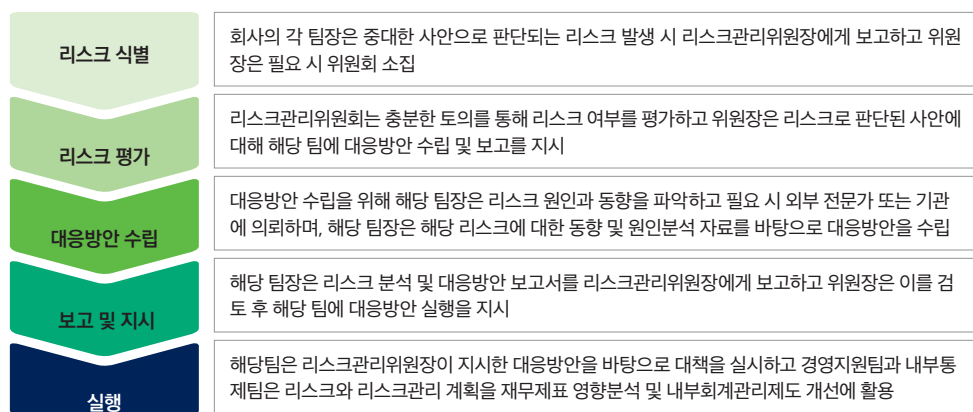 리스크 식별
회사의 각 팀장은 중대한 사안으로 판단되는 리스크 발생 시 리스크관리위원장에게 보고하고 위원
장은 필요 시 위원회 소집
리스크 평가
리스크관리위원회는 충분한 토의를 통해 리스크 여부를 평가하고 위원장은 리스크로 판단된 사안에
대해 해당 팀에 대응방안 수립 및 보고를 지시
대응방안 수립
대응방안 수립을 위해 해당 팀장은 리스크 원인과 동향을 파악하고 필요 시 외부 전문가 또는 기관
에 의뢰하며, 해당 팀장은 해당 리스크에 대한 동향 및 원인분석 자료를 바탕으로 대응방안을 수립
보고 및 지시
해당 팀장은 리스크 분석 및 대응방안 보고서를 리스크관리위원장에게 보고하고 위원장은 이를 검
토 후 해당 팀에 대응방안 실행을 지시
실행
해당팀은 리스크관리위원장이 지시한 대응방안을 바탕으로 대책을 실시하고 경영지원팀과 내부통
제팀은 리스크와 리스크관리 계획을 재무제표 영향분석 및 내부회계관리제도 개선에 활용